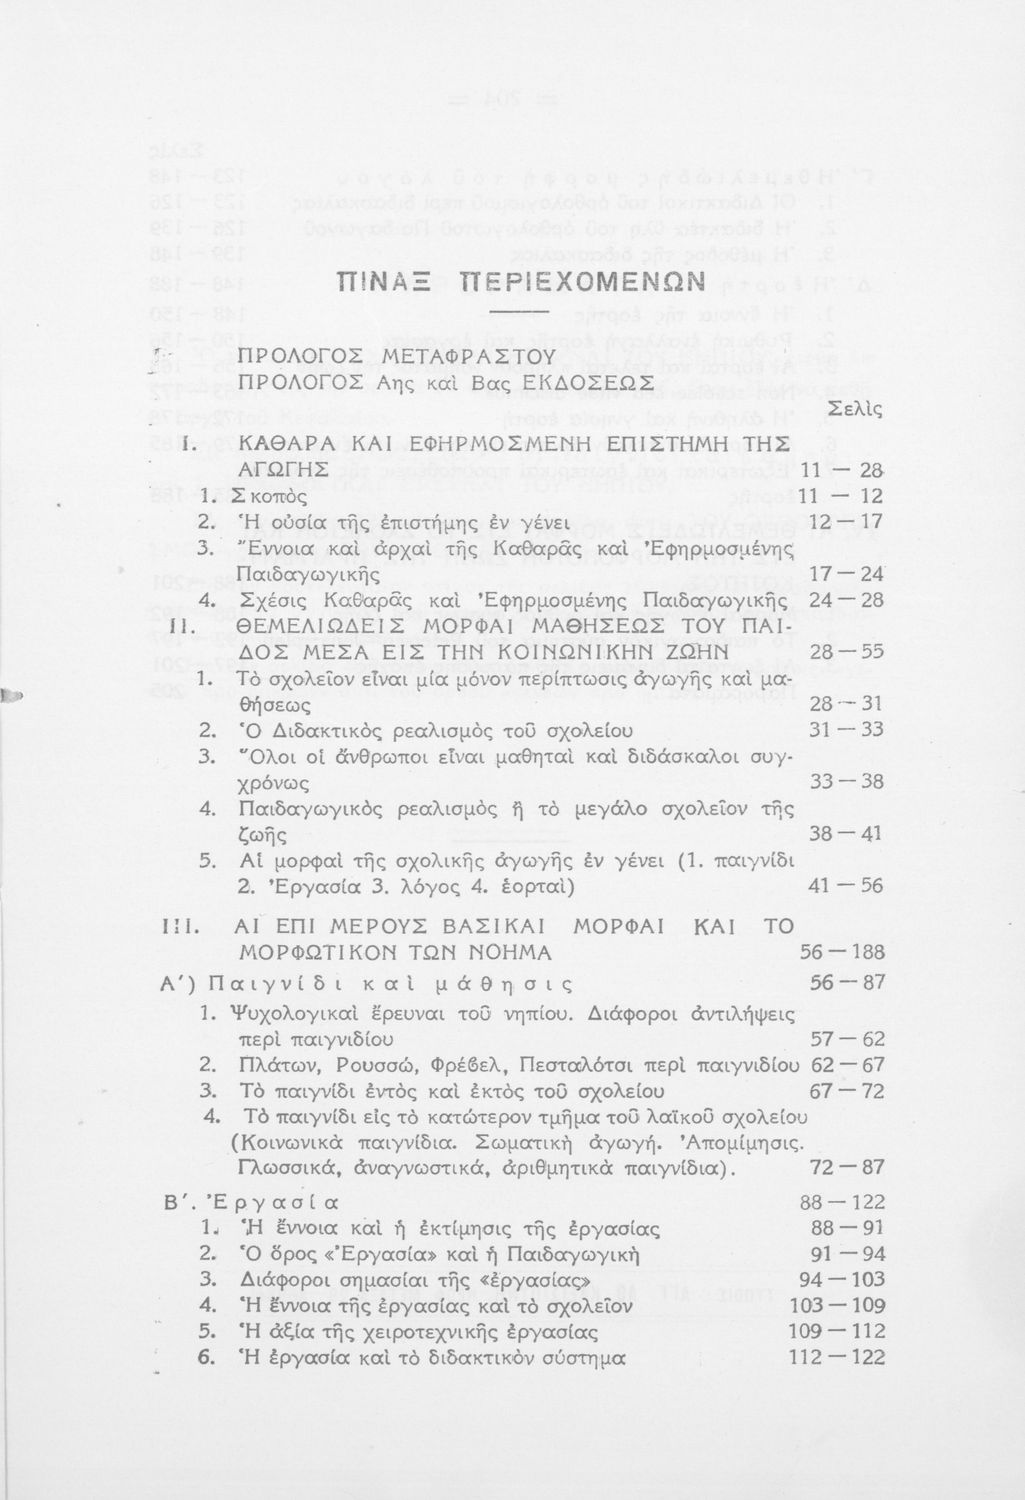 ΠΙΝΑΞ ΠΕΡΙΕΧΟΜΕΝΩΝ
ΠΡΟΛΟΓΟΣ ΜΕΤΑΦΡΑΣΤΟΥ
ΠΡΟΛΟΓΟΣ Αης καὶ Βας ΕΚΔΟΣΕΩΣ
Σελὶς
I. ΚΑΘΑΡΑ ΚΑΙ ΕΦΗΡΜΟΣΜΕΝΗ ΕΠΙΣΤΗΜΗ ΤΗΣ
ΑΓΩΓΗΣ 11 — 28
1. Σκοπὸς 11 — 12
2. Ἡ οὐσία τῆς ἐπιστήμης ἐν γένει 12 — 17
3. Ἔννοια καὶ ἀρχαὶ τῆς Καθαρᾶς καὶ Ἐφηρμοσμένης
Παιδαγωγικῆς 17 — 24
4. Σχέσις Καθαρᾶς καὶ Ἐφηρμοσμένης Παιδαγωγικῆς 24 — 28
II. ΘΕΜΕΛΙΩΔΕΙΣ ΜΟΡΦΑΙ ΜΑΘΗΣΕΩΣ ΤΟΥ ΠΑΙ-
ΔΟΣ ΜΕΣΑ ΕΙΣ ΤΗΝ ΚΟΙΝΩΝΙΚΗΝ ΖΩΗΝ 28 — 55
1. Τὸ σχολεῖον εἶναι μία μόνον περίπτωσις ἀγωγῆς καὶ μα-
θήσεως 28 — 31
2. Ὁ Διδακτικὸς ρεαλισμὸς τοῦ σχολείου 31 — 33
3. Ὅλοι οἱ ἄνθρωποι εἶναι μαθηταὶ καὶ διδάσκαλοι συγ-
χρόνως 33 — 38
4. Παιδαγωγικὸς ρεαλισμὸς ἢ τὸ μεγάλο σχολεῖον τῆς
ζωῆς 38 — 41
5. Αἱ μορφαὶ τῆς σχολικῆς ἀγωγῆς ἐν γένει (1. παιγνίδι
2. Ἐργασία 3. λόγος 4. ἑορταὶ) 41 — 56
III. ΑΙ ΕΠΙ ΜΕΡΟΥΣ ΒΑΣΙΚΑΙ ΜΟΡΦΑΙ ΚΑΙ ΤΟ
ΜΟΡΦΩΤΙΚΟΝ ΤΩΝ ΝΟΗΜΑ 56 — 188
Α΄) Παιγνίδι καὶ μάθησις 56 — 87
1. Ψυχολογικαὶ ἔρευναι τοῦ νηπίου. Διάφοροι ἀντιλήψεις
περὶ παιγνιδίου 57 — 62
2. Πλάτων, Ρουσσώ, Φρέβελ, Πεσταλότσι περὶ παιγνιδίου 62 — 67
3. Τὸ παιγνίδι ἐντὸς καὶ ἐκτὸς τοῦ σχολείου 67 — 72
4. Τὸ παιγνίδι εἰς τὸ κατώτερον τμῆμα τοῦ λαϊκοῦ σχολείου
(Κοινωνικὰ παιγνίδια. Σωματικὴ ἀγωγή. Ἀπομίμησις.
Γλωσσικά, ἀναγνωστικά, ἀριθμητικὰ παιγνίδια). 72 — 87
Β΄. Ἐργασία 88 — 122
1. Ἡ ἔννοια καὶ ἡ ἐκτίμησις τῆς ἐργασίας 88 — 91
2. Ὁ ὅρος «Ἐργασία» καὶ ἡ Παιδαγωγικὴ 91 — 94
3. Διάφοροι σημασίαι τῆς «ἐργασίας» 94 — 103
4. Ἡ ἔννοια τῆς ἐργασίας καὶ τὸ σχολεῖον 103 — 109
5. Ἡ ἀξία τῆς χειροτεχνικῆς ἐργασίας 109 — 112
6. Ἡ ἐργασία καὶ τὸ διδακτικὸν σύστημα 112 — 122